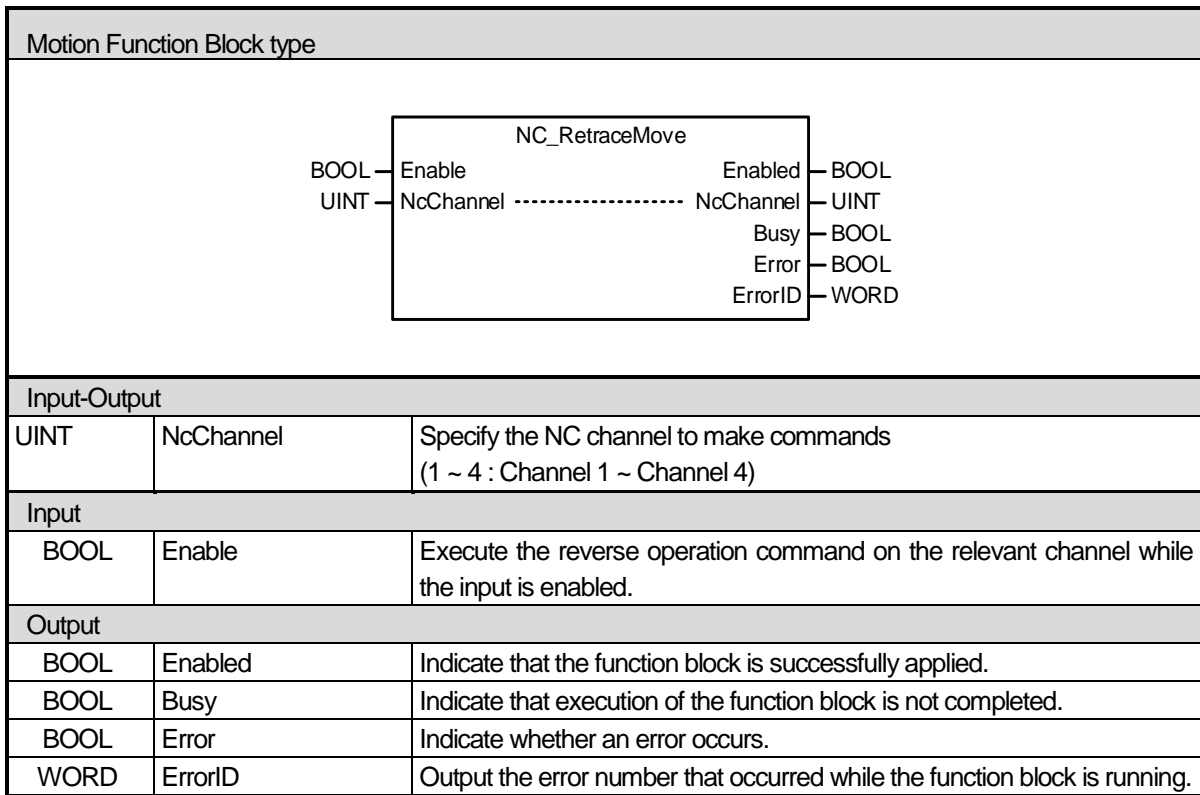 Motion Function Block type
NC_RetraceMove
BOOL Enable Enabled BOOL
UINT NcChannel NcChannel UINT
Busy BOOL
Error BOOL
ErrorID WORD
Input-Output
UINT NcChannel Specify the NC channel to make commands
(1 ~ 4 : Channel 1 ~ Channel 4)
Input
BOOL Enable Execute the reverse operation command on the relevant channel while
the input is enabled.
Output
BOOL Enabled Indicate that the function block is successfully applied.
BOOL Busy Indicate that execution of the function block is not completed.
BOOL Error Indicate whether an error occurs.
WORD ErrorID Output the error number that occurred while the function block is running.